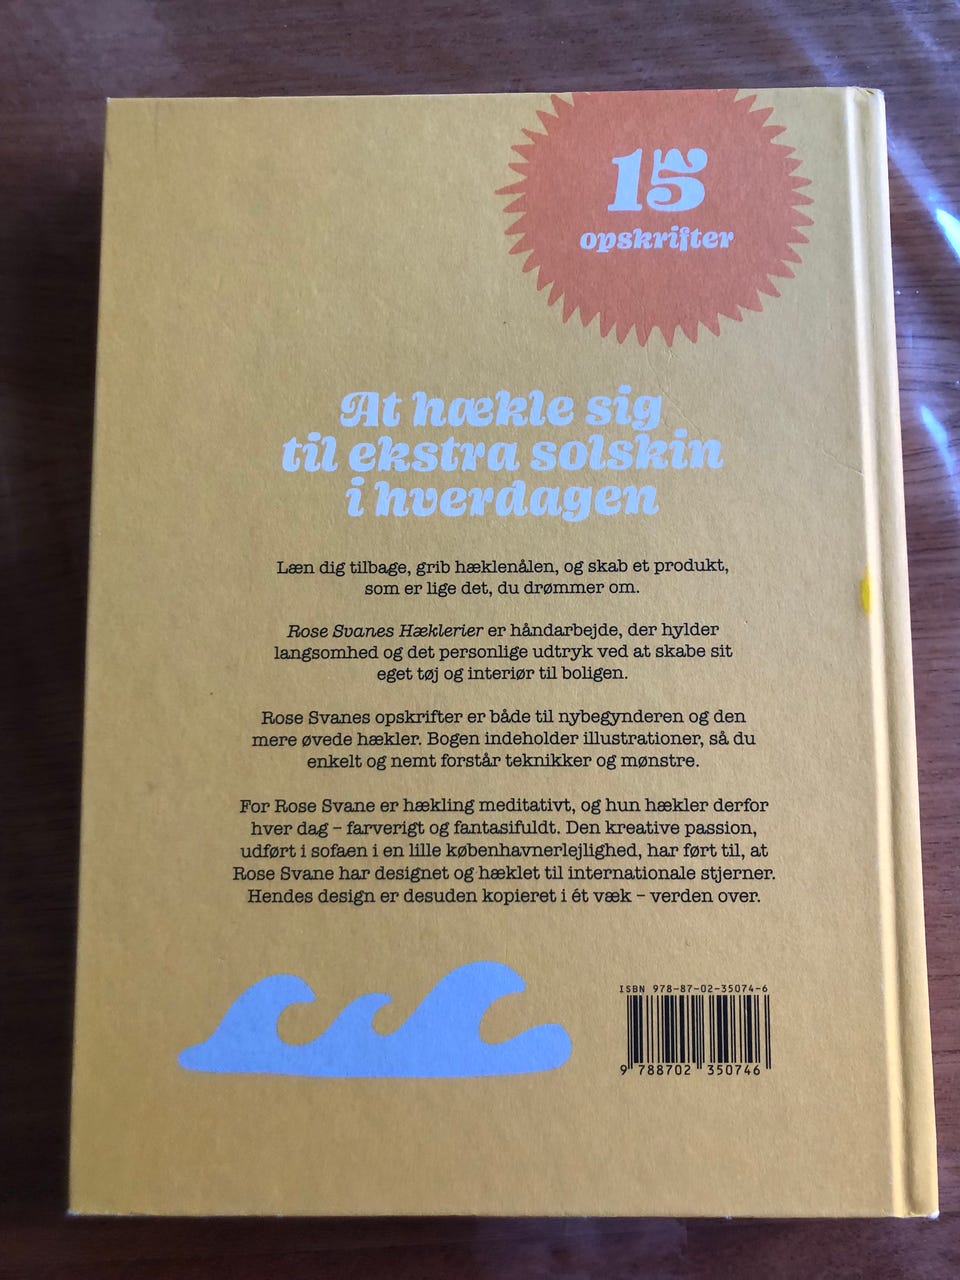 15
opskrifter
At hækle sig
til ekstra solskin
i hverdagen
Læn dig tilbage, grib hæklenålen, og skab et produkt,
som er lige det, du drømmer om.
Rose Svanes Hæklerier er håndarbejde, der hylder
langsomhed og det personlige udtryk ved at skabe sit
eget tøj og interiør til boligen.
Rose Svanes opskrifter er både til nybegynderen og den
mere øvede hækler. Bogen indeholder illustrationer, så du
enkelt og nemt forstår teknikker og mønstre.
For Rose Svane er hækling meditativt, og hun hækler derfor
hver dag – farverigt og fantasifuldt. Den kreative passion,
udført i sofaen i en lille københavnerlejlighed, har ført til, at
Rose Svane har designet og hæklet til internationale stjerner.
Hendes design er desuden kopieret i ét væk – verden over.
ISBN 978-87-02-35074-6
9 788702 350746